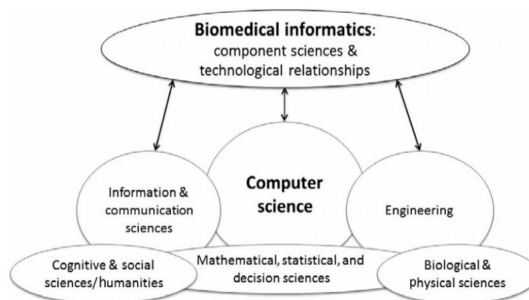 Biomedical informatics:
component sciences &
technological relationships
Information &
communication
sciences
Computer
science
Engineering
Cognitive & social
sciences/humanities
Mathematical, statistical, and
decision sciences
Biological &
physical sciences